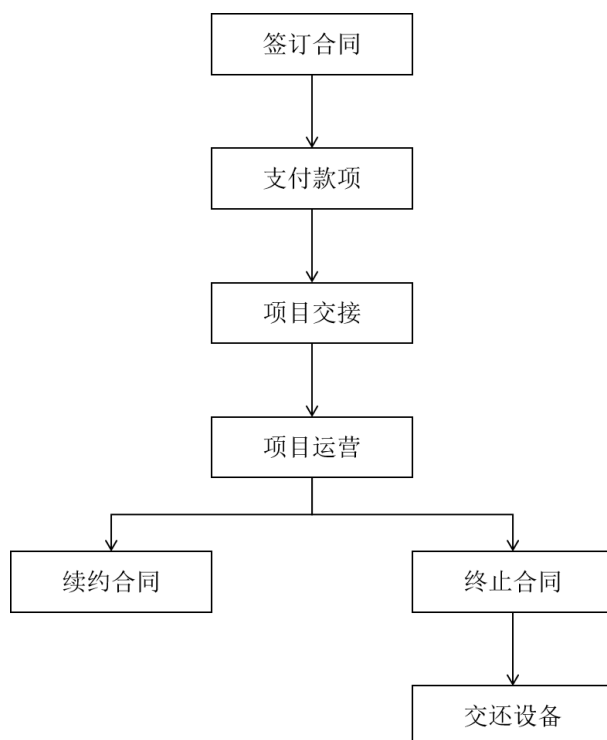 签订合同
支付款项
项目交接
项目运营
续约合同
终止合同
交还设备